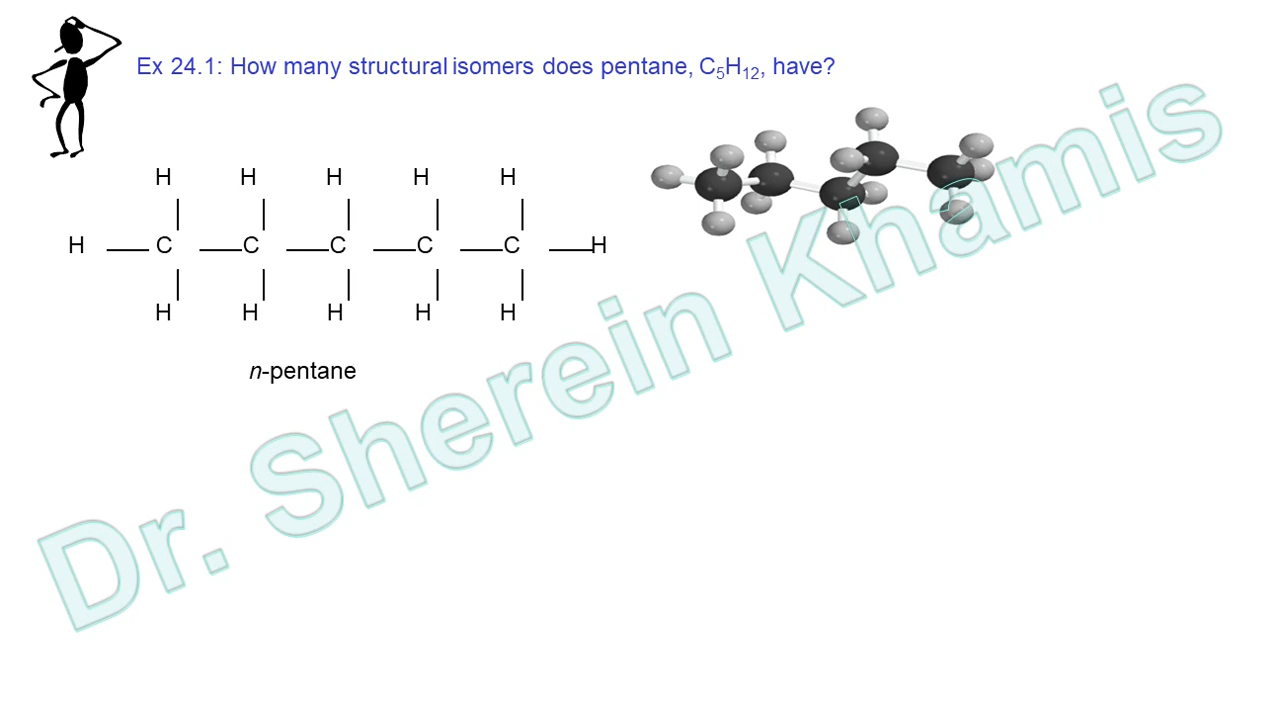 Ex 24.1: How many structural isomers does pentane, C₅H₁₂, have?
H H H H H
H C C C C C H
H H H H H
n-pentane
Dr. Sherein Khamis